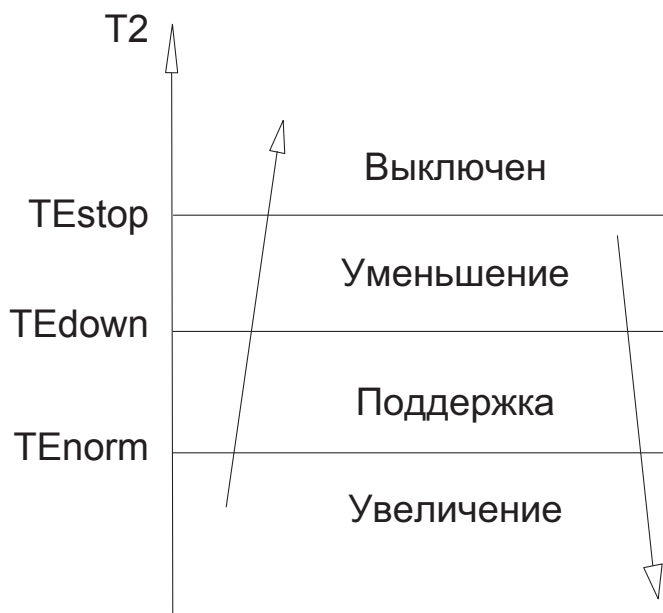 T2
Выключен
TEstop
Уменьшение
TEdown
Поддержка
TEnorm
Увеличение